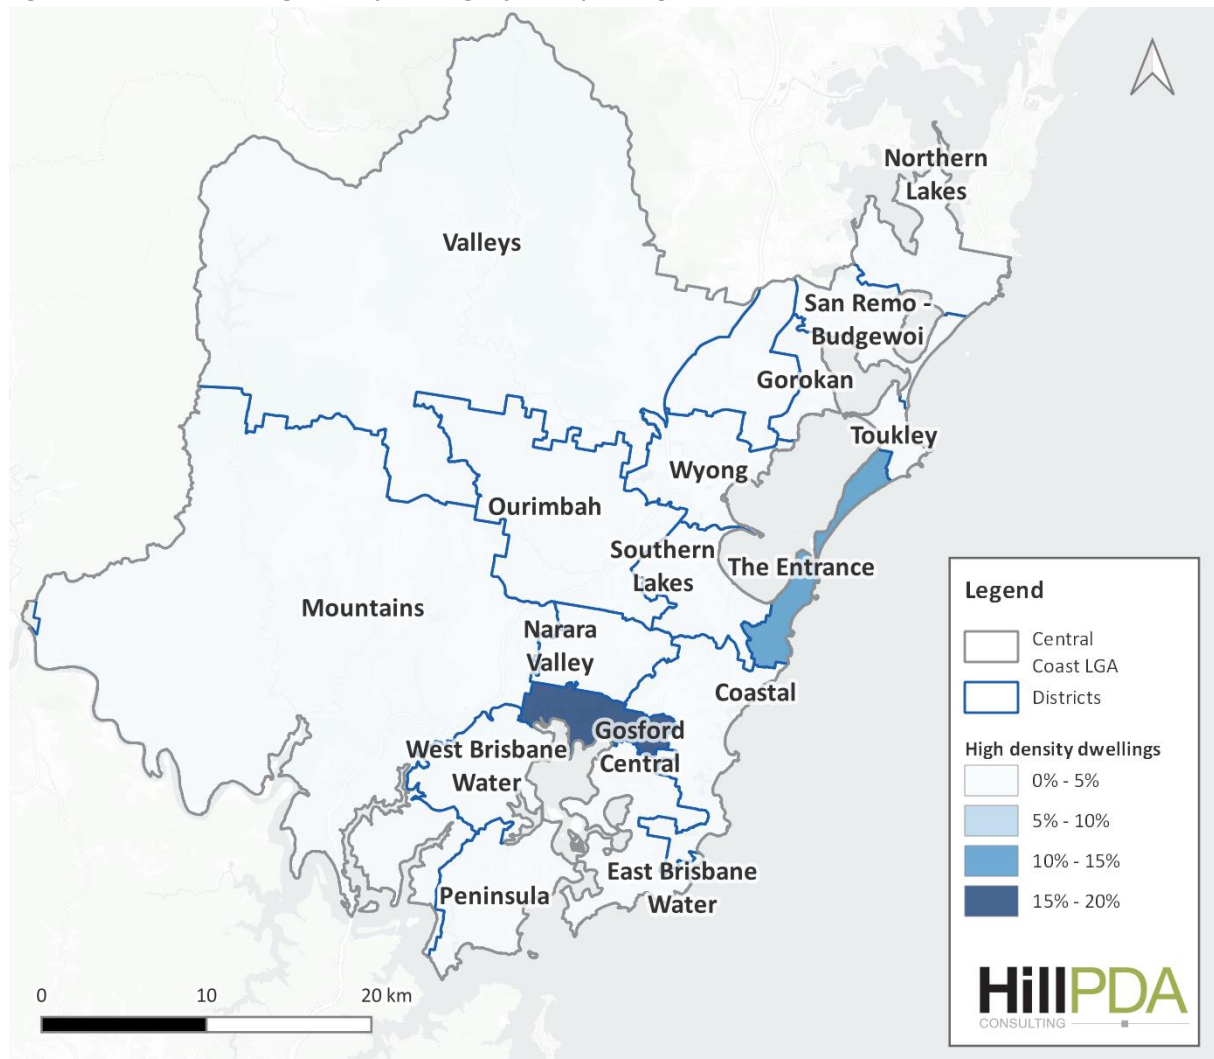 Northern
Lakes
Valleys
San Remo -
Budgewoi
Gorokan
Toukley
Wyong
Ourimbah
Southern
Lakes
The Entrance
Mountains
Narara
Valley
Coastal
Gosford
Central
West Brisbane
Water
East Brisbane
Water
Peninsula
0 10 20 km
Legend
Central
Coast LGA
Districts
High density dwellings
0% - 5%
5% - 10%
10% - 15%
15% - 20%
HillPDA
CONSULTING